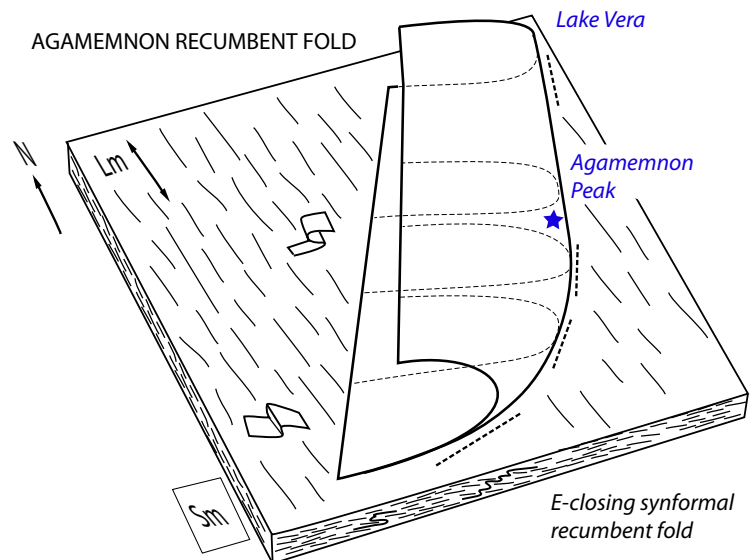 AGAMEMNON RECUMBENT FOLD
Lake Vera
N
Lm
Agamemnon
Peak
Sm
E-closing synformal
recumbent fold